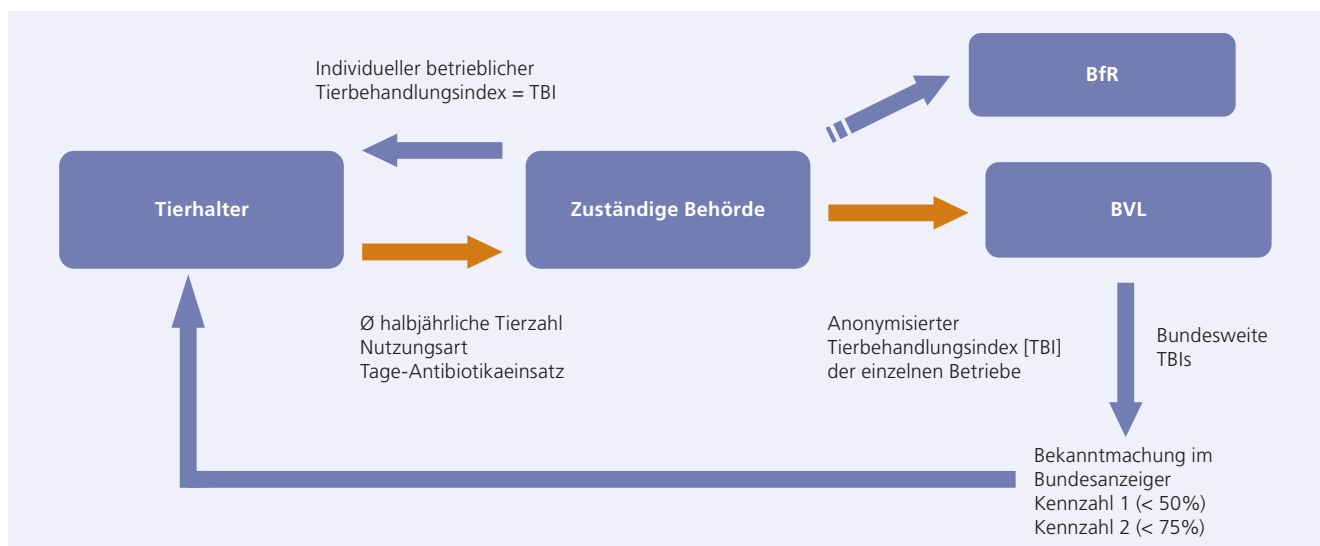 Individueller betrieblicher
Tierbehandlungsindex = TBI
BfR
Tierhalter
Zuständige Behörde
BVL
Ø halbjährliche Tierzahl
Nutzungsart
Tage-Antibiotikaeinsatz
Anonymisierter
Tierbehandlungsindex [TBI]
der einzelnen Betriebe
Bundesweite
TBIs
Bekanntmachung im
Bundesanzeiger
Kennzahl 1 (< 50%)
Kennzahl 2 (< 75%)